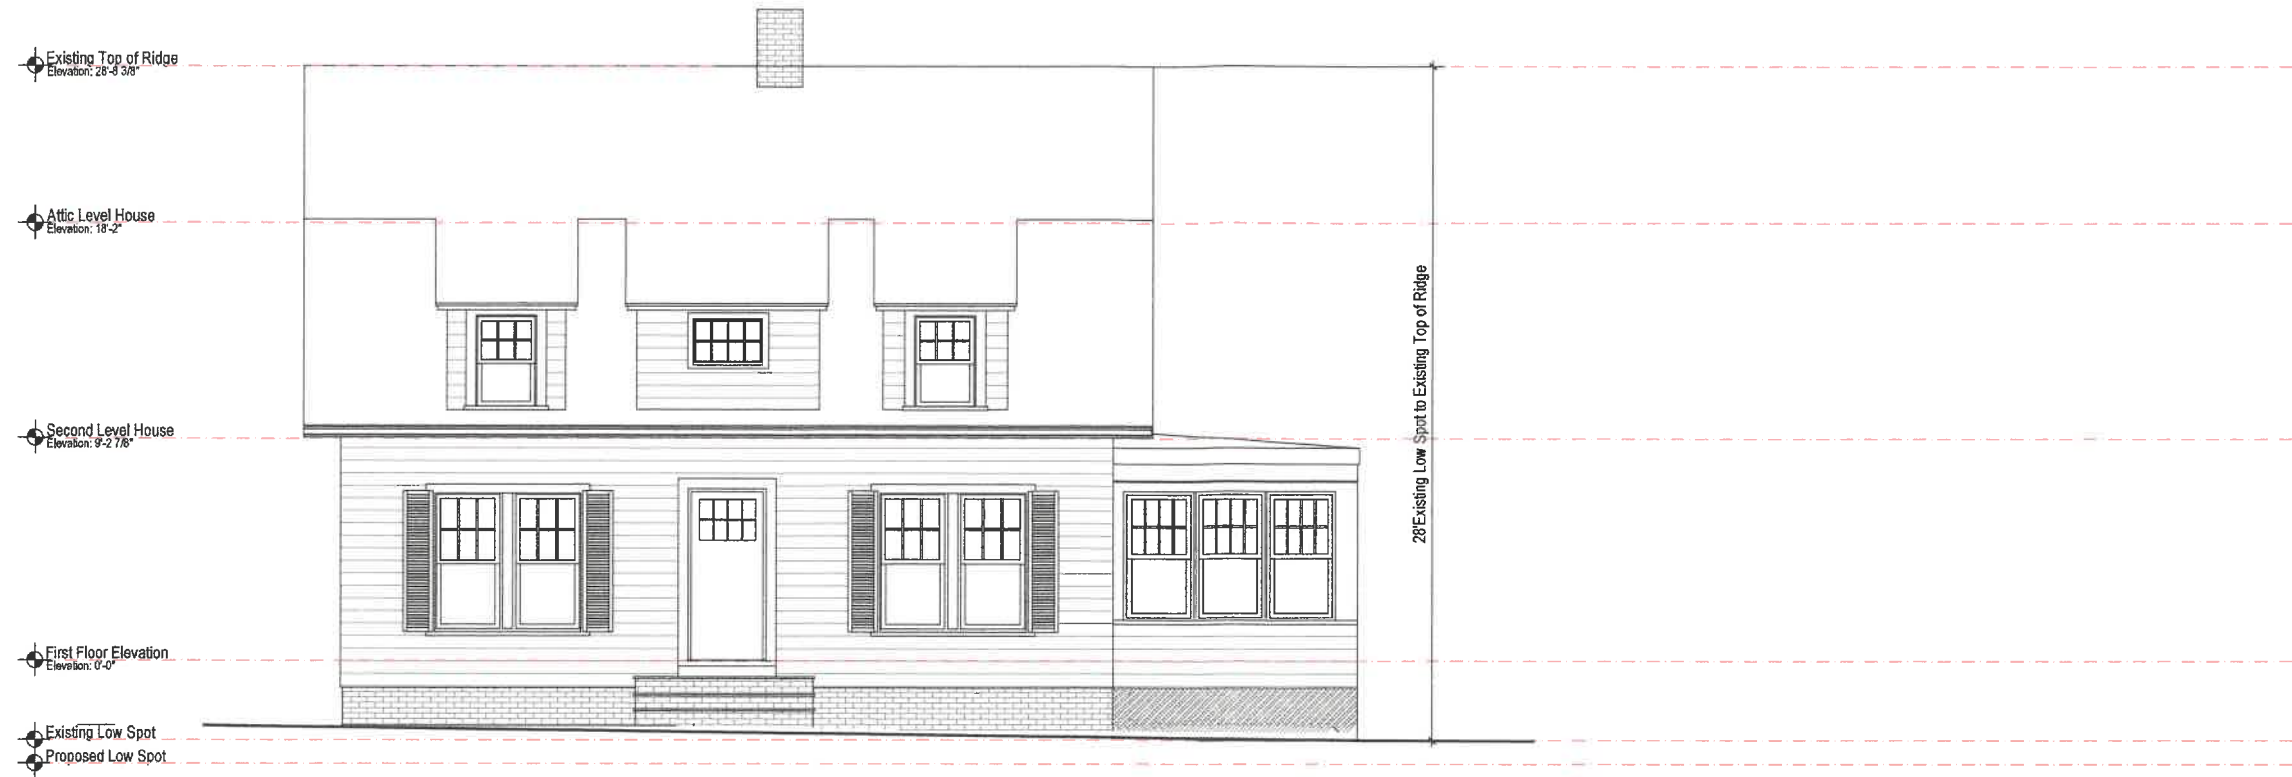 Existing Top of Ridge
Elevation: 28'-8 3/8"
Attic Level House
Elevation: 18'-2"
28'Existing Low Spot to Existing Top of Ridge
Second Level House
Elevation: 9'-2 7/8"
First Floor Elevation
Elevation: 0'-0"
Existing Low Spot
Proposed Low Spot